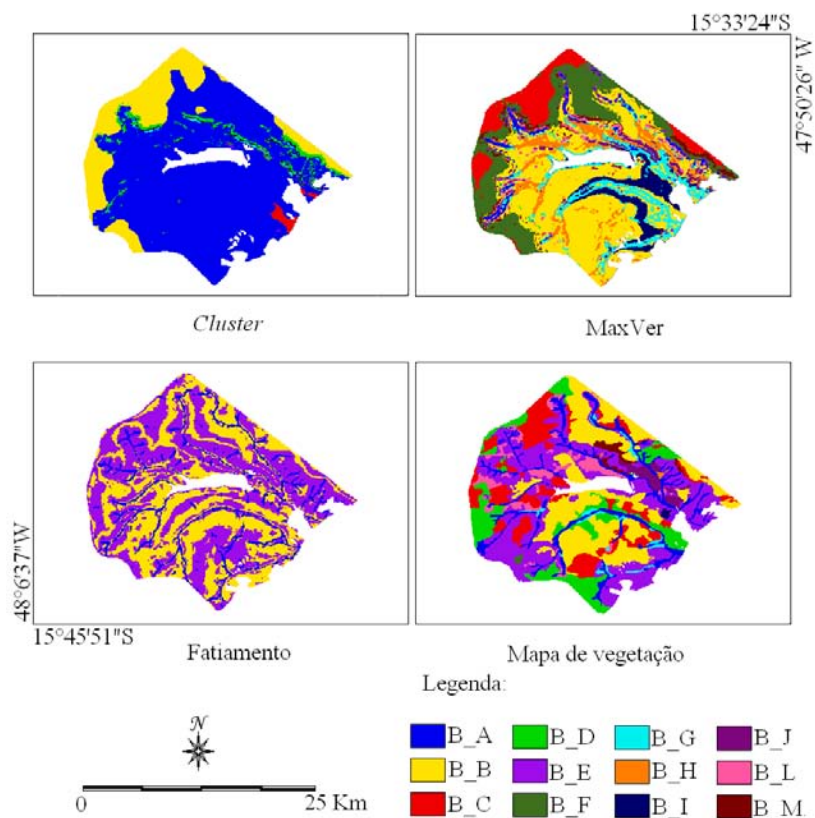 15°33'24"S
47°50'26" W
Cluster
MaxVer
48°6'37"W
15°45'51"S
Fatiamento
Mapa de vegetação
Legenda:
N
B_A B_D B_G B_J
B_B B_E B_H B_L
B_C B_F B_I B_M
0 25 Km